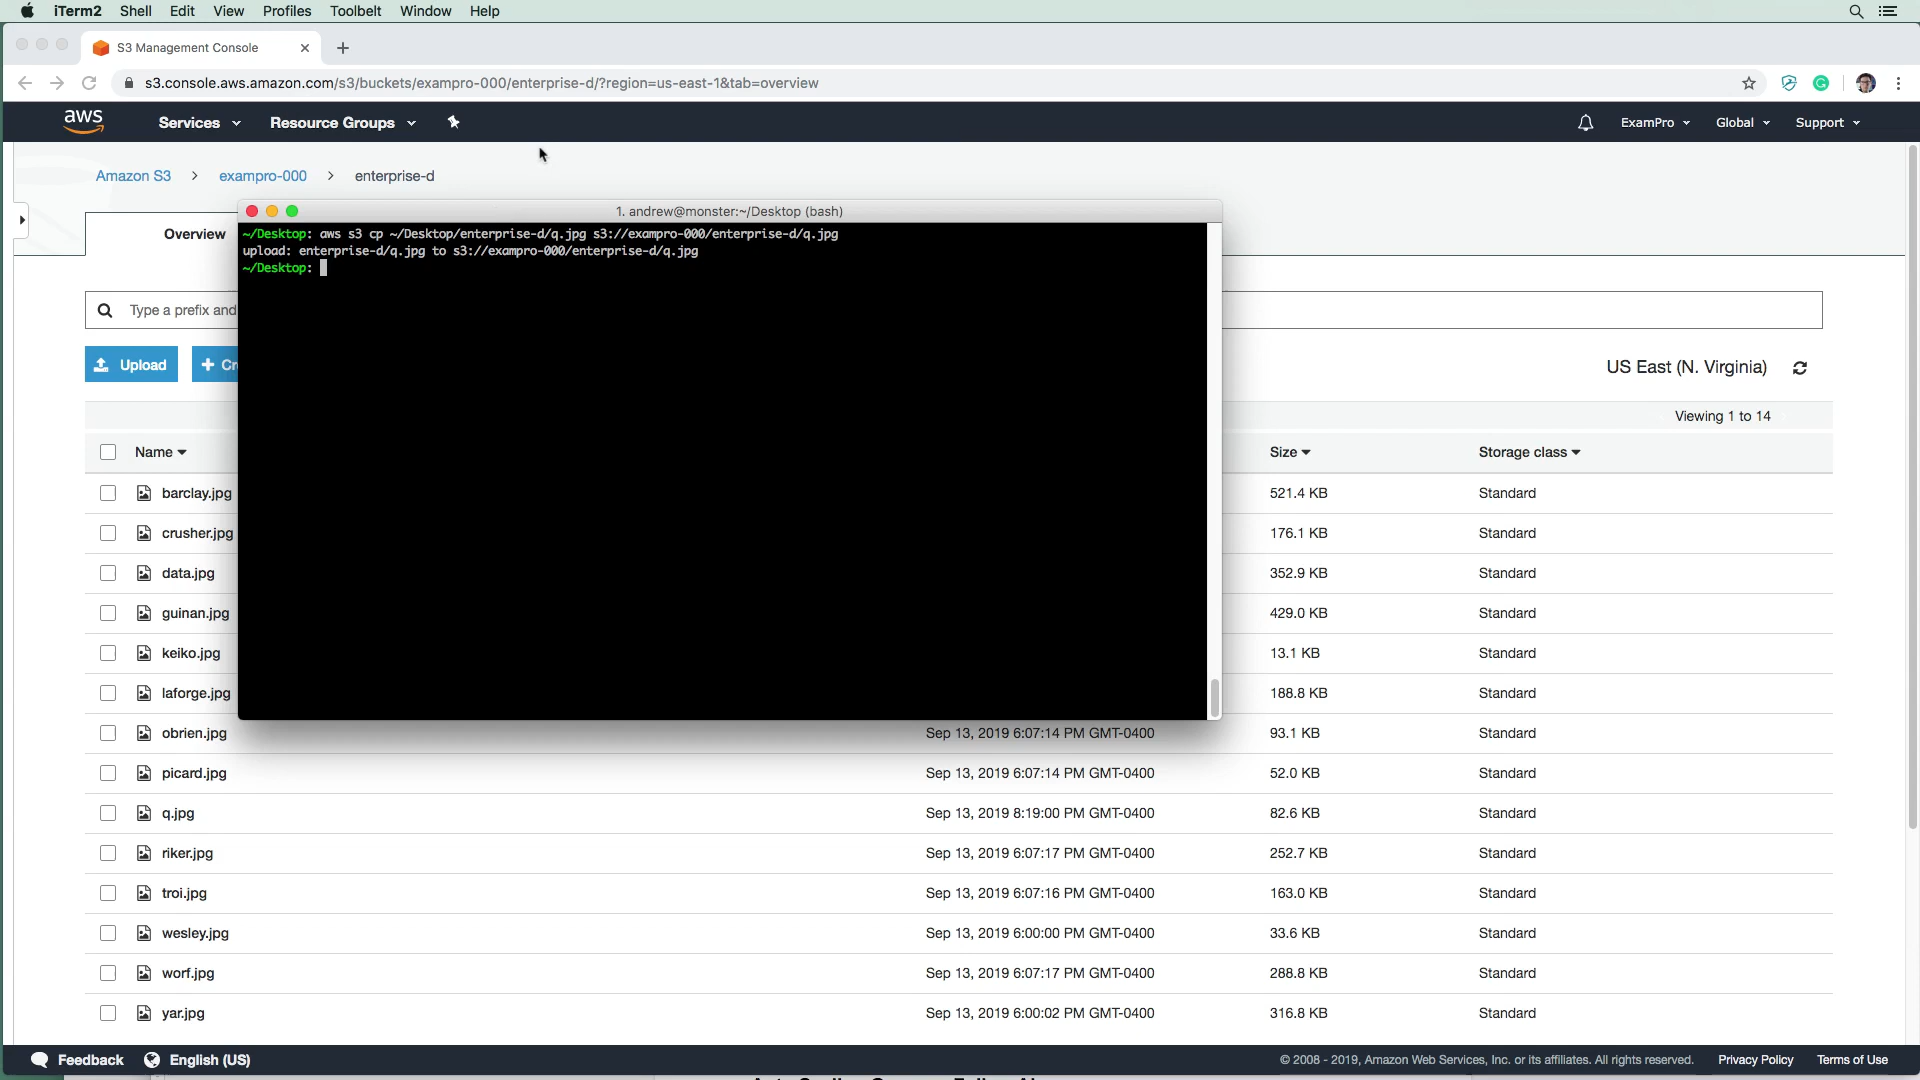 iTerm2 Shell Edit View Profiles Toolbelt Window Help
S3 Management Console
s3.console.aws.amazon.com/s3/buckets/exampro-000/enterprise-d/?region=us-east-1&tab=overview
aws Services Resource Groups ExamPro Global Support
Amazon S3 > exampro-000 > enterprise-d
1. andrew@monster:~/Desktop (bash)
Overview
~/Desktop: aws s3 cp ~/Desktop/enterprise-d/q.jpg s3://exampro-000/enterprise-d/q.jpg
upload: enterprise-d/q.jpg to s3://exampro-000/enterprise-d/q.jpg
~/Desktop:
Type a prefix and
Upload + Cr
US East (N. Virginia)
Viewing 1 to 14
Name Size Storage class
barclay.jpg 521.4 KB Standard
crusher.jpg 176.1 KB Standard
data.jpg 352.9 KB Standard
guinan.jpg 429.0 KB Standard
keiko.jpg 13.1 KB Standard
laforge.jpg 188.8 KB Standard
obrien.jpg Sep 13, 2019 6:07:14 PM GMT-0400 93.1 KB Standard
picard.jpg Sep 13, 2019 6:07:14 PM GMT-0400 52.0 KB Standard
q.jpg Sep 13, 2019 8:19:00 PM GMT-0400 82.6 KB Standard
riker.jpg Sep 13, 2019 6:07:17 PM GMT-0400 252.7 KB Standard
troi.jpg Sep 13, 2019 6:07:16 PM GMT-0400 163.0 KB Standard
wesley.jpg Sep 13, 2019 6:00:00 PM GMT-0400 33.6 KB Standard
worf.jpg Sep 13, 2019 6:07:17 PM GMT-0400 288.8 KB Standard
yar.jpg Sep 13, 2019 6:00:02 PM GMT-0400 316.8 KB Standard
Feedback English (US) © 2008 - 2019, Amazon Web Services, Inc. or its affiliates. All rights reserved. Privacy Policy Terms of Use